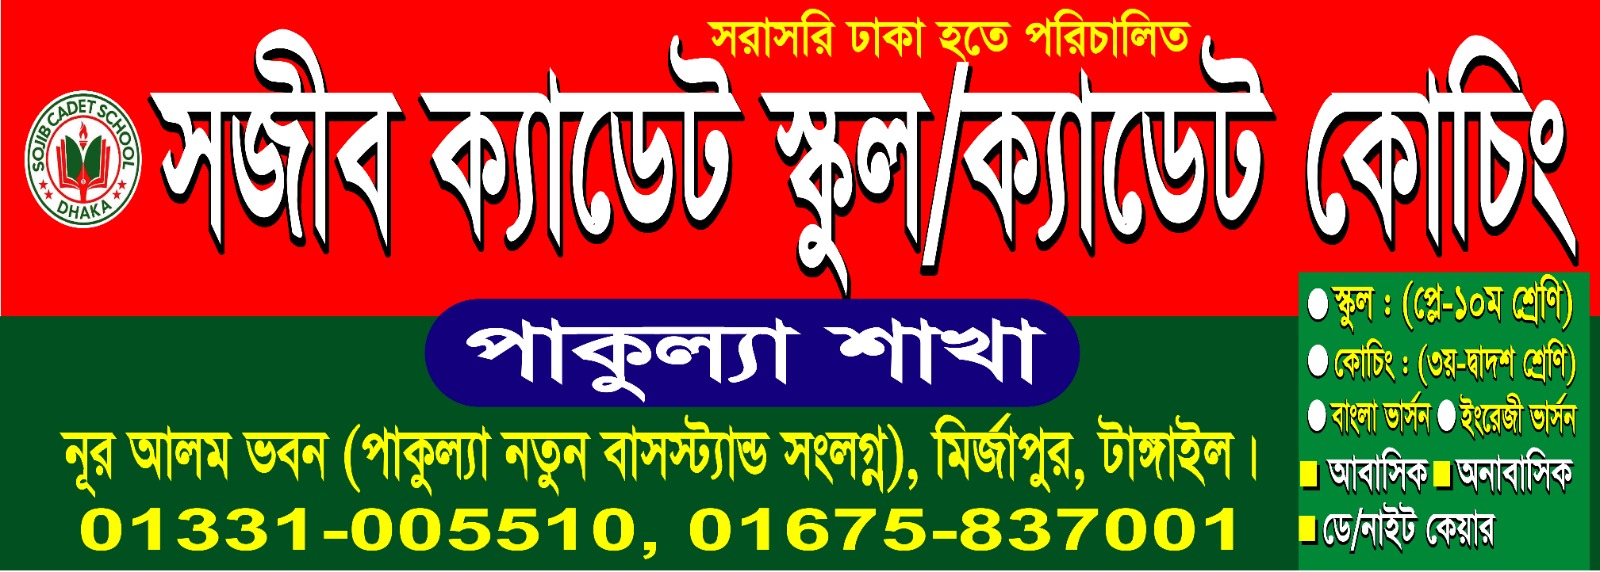 সরাসরি ঢাকা হতে পরিচালিত
SOJIB CADET SCHOOL
DHAKA
সজীব ক্যাডেট স্কুল/ক্যাডেট কোচিং
পাকুল্যা শাখা
নূর আলম ভবন (পাকুল্যা নতুন বাসস্ট্যান্ড সংলগ্ন), মির্জাপুর, টাঙ্গাইল।
01331-005510, 01675-837001
স্কুল : (প্লে-১০ম শ্রেণি)
কোচিং : (৩য়-দ্বাদশ শ্রেণি)
বাংলা ভার্সন ইংরেজী ভার্সন
আবাসিক অনাবাসিক
ডে/নাইট কেয়ার